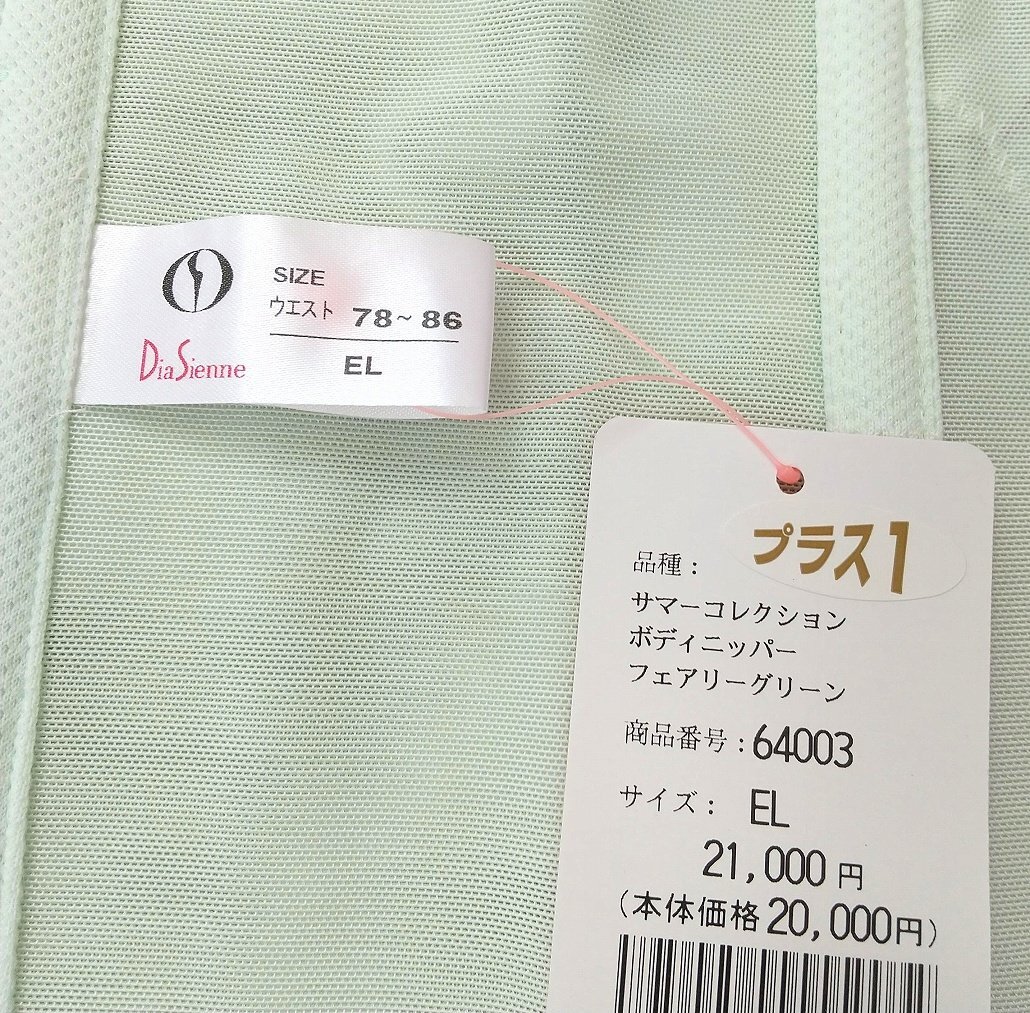 SIZE
ウエスト 78~86
EL
DiaSienne
プラス1
品種：
サマーコレクション
ボディニッパー
フェアリーグリーン
商品番号：64003
サイズ： EL
21,000円
（本体価格20,000円）